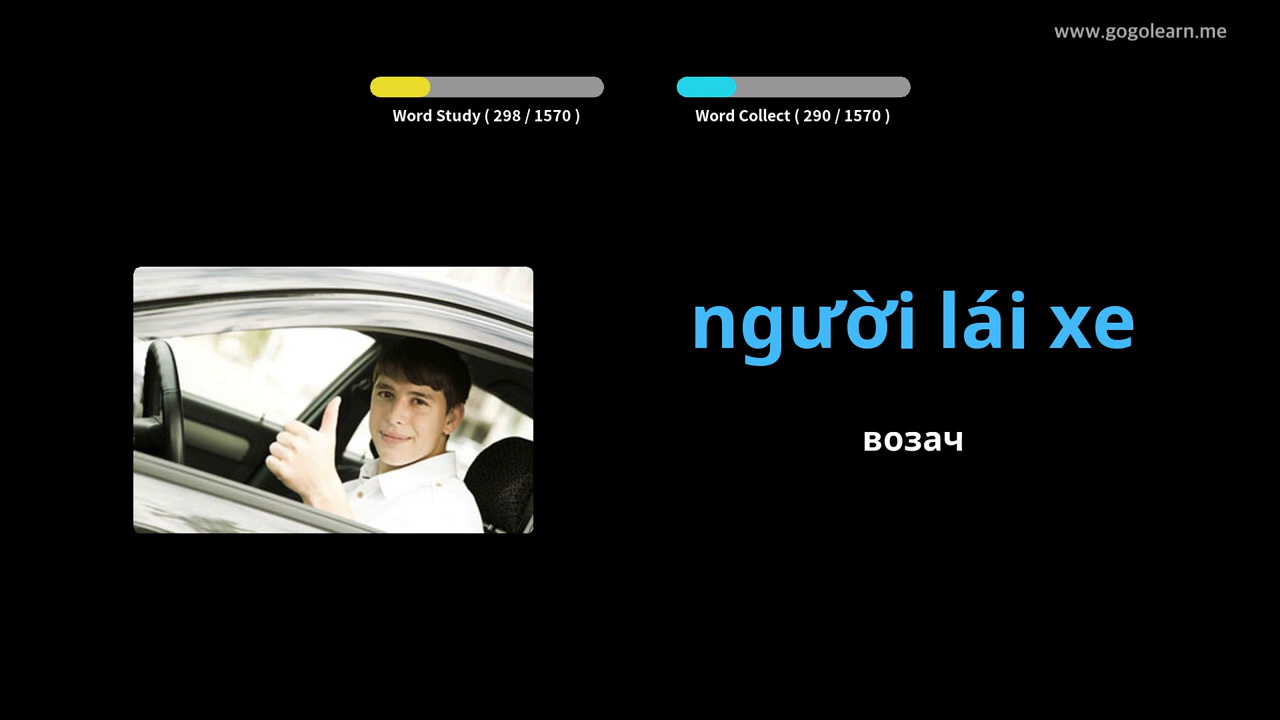 www.gogolearn.me
Word Study ( 298 / 1570 )
Word Collect ( 290 / 1570 )
người lái xe
возач